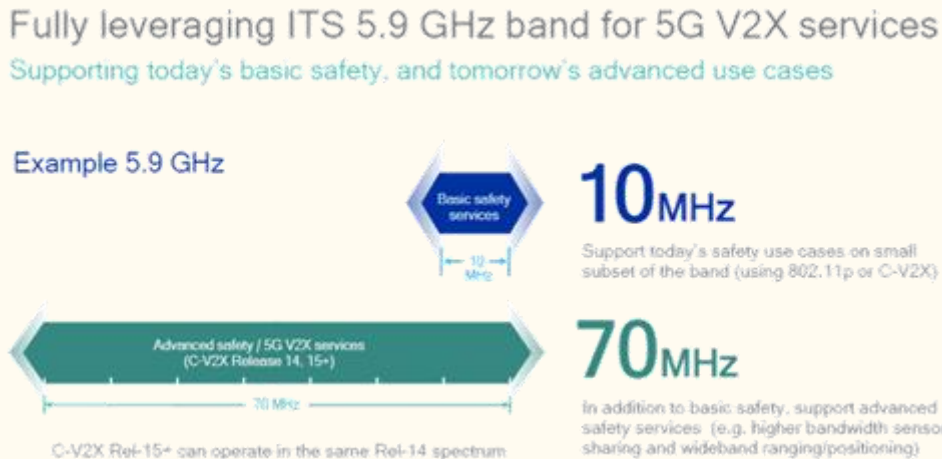 Fully leveraging ITS 5.9 GHz band for 5G V2X services
Supporting today's basic safety, and tomorrow's advanced use cases
Example 5.9 GHz
Basic safety
services
10
MHz
10MHz
Support today's safety use cases on small
subset of the band (using 802.11p or C-V2X)
Advanced safety / 5G V2X services
(C-V2X Release 14, 15+)
70 MHz
70MHz
In addition to basic safety, support advanced
safety services (e.g. higher bandwidth sensor
sharing and wideband ranging/positioning)
C-V2X Rel-15+ can operate in the same Rel-14 spectrum